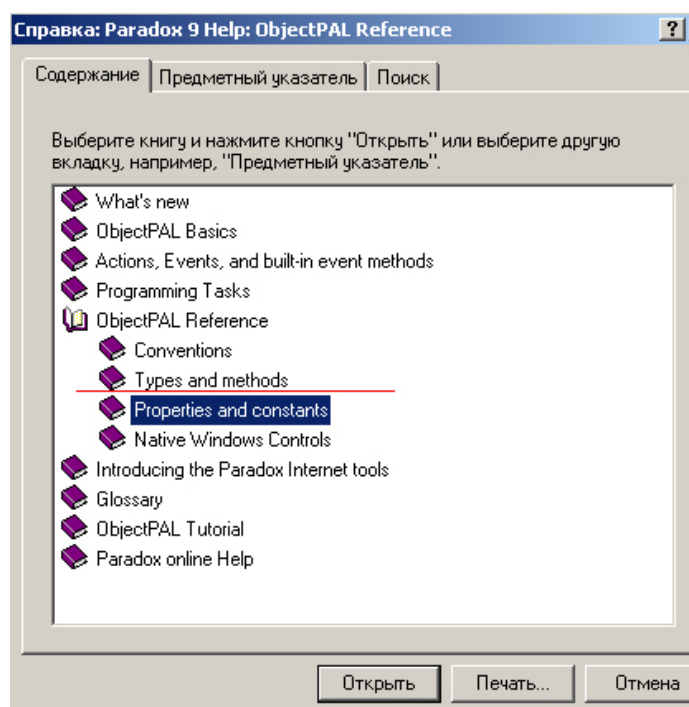 Справка: Paradox 9 Help: ObjectPAL Reference
?
Содержание Предметный указатель Поиск
Выберите книгу и нажмите кнопку "Открыть" или выберите другую
вкладку, например, "Предметный указатель".
What's new
ObjectPAL Basics
Actions, Events, and built-in event methods
Programming Tasks
ObjectPAL Reference
Conventions
Types and methods
Properties and constants
Native Windows Controls
Introducing the Paradox Internet tools
Glossary
ObjectPAL Tutorial
Paradox online Help
Открыть Печать... Отмена